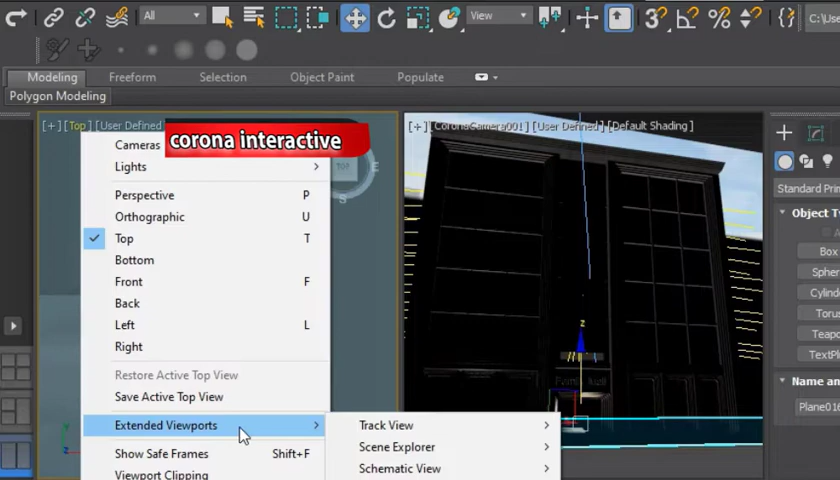 All
View
C:\Use
Modeling
Freeform
Selection
Object Paint
Populate
Polygon Modeling
[+] [Top] [User Defined]
corona interactive
[+] [CoronaCamera001] [User Defined] [Default Shading]
TOP
E
S
Cameras
Lights
Perspective P
Orthographic U
Top T
Bottom
Front F
Back
Left L
Right
Restore Active Top View
Save Active Top View
Extended Viewports
Show Safe Frames Shift+F
Viewport Clipping
Track View
Scene Explorer
Schematic View
z
Standard Prim
Object Ty
Box
Spher
Cylind
Torus
Teapo
TextPl
Name an
Plane016